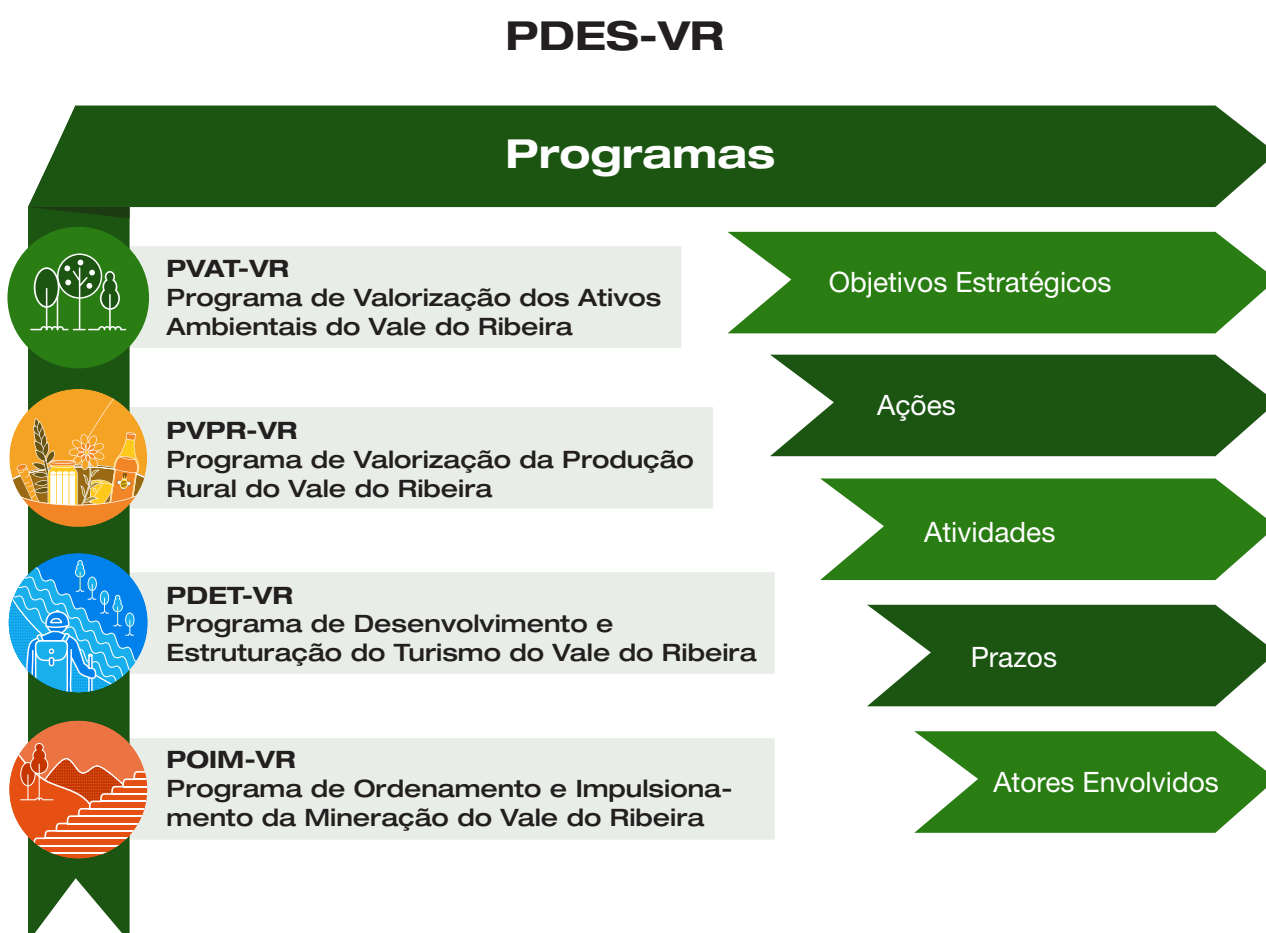 PDES-VR
Programas
PVAT-VR
Programa de Valorização dos Ativos
Ambientais do Vale do Ribeira
PVPR-VR
Programa de Valorização da Produção
Rural do Vale do Ribeira
PDET-VR
Programa de Desenvolvimento e
Estruturação do Turismo do Vale do Ribeira
POIM-VR
Programa de Ordenamento e Impulsiona-
mento da Mineração do Vale do Ribeira
Objetivos Estratégicos
Ações
Atividades
Prazos
Atores Envolvidos